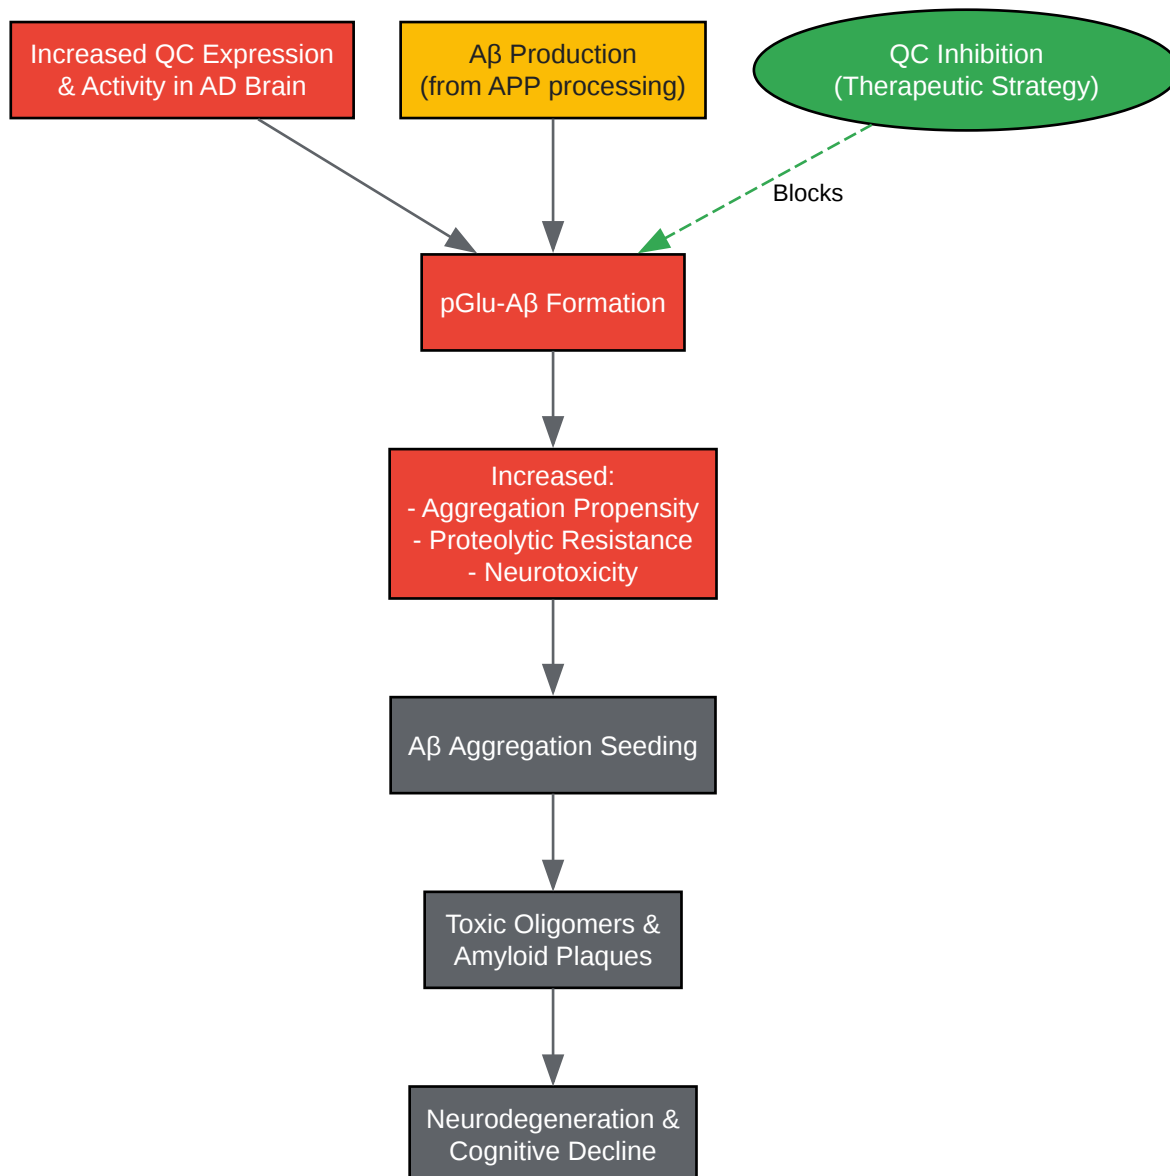 Increased QC Expression
& Activity in AD Brain
Aβ Production
(from APP processing)
QC Inhibition
(Therapeutic Strategy)
Blocks
pGlu-Aβ Formation
Increased:
- Aggregation Propensity
- Proteolytic Resistance
- Neurotoxicity
Aβ Aggregation Seeding
Toxic Oligomers &
Amyloid Plaques
Neurodegeneration &
Cognitive Decline